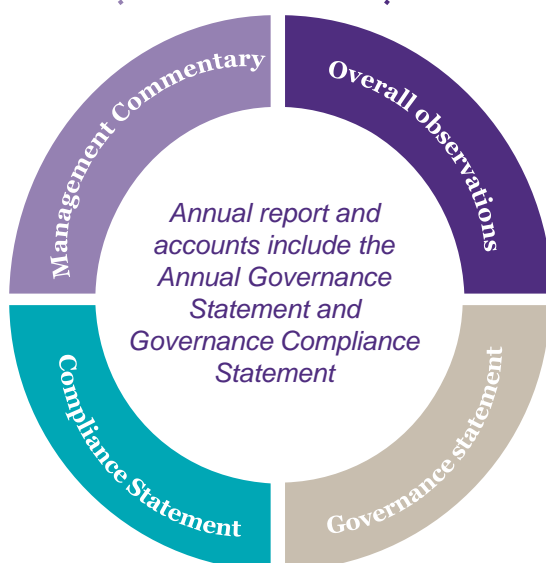 Management Commentary
Overall observations
Annual report and
accounts include the
Annual Governance
Statement and
Governance Compliance
Statement
Compliance Statement
Governance statement